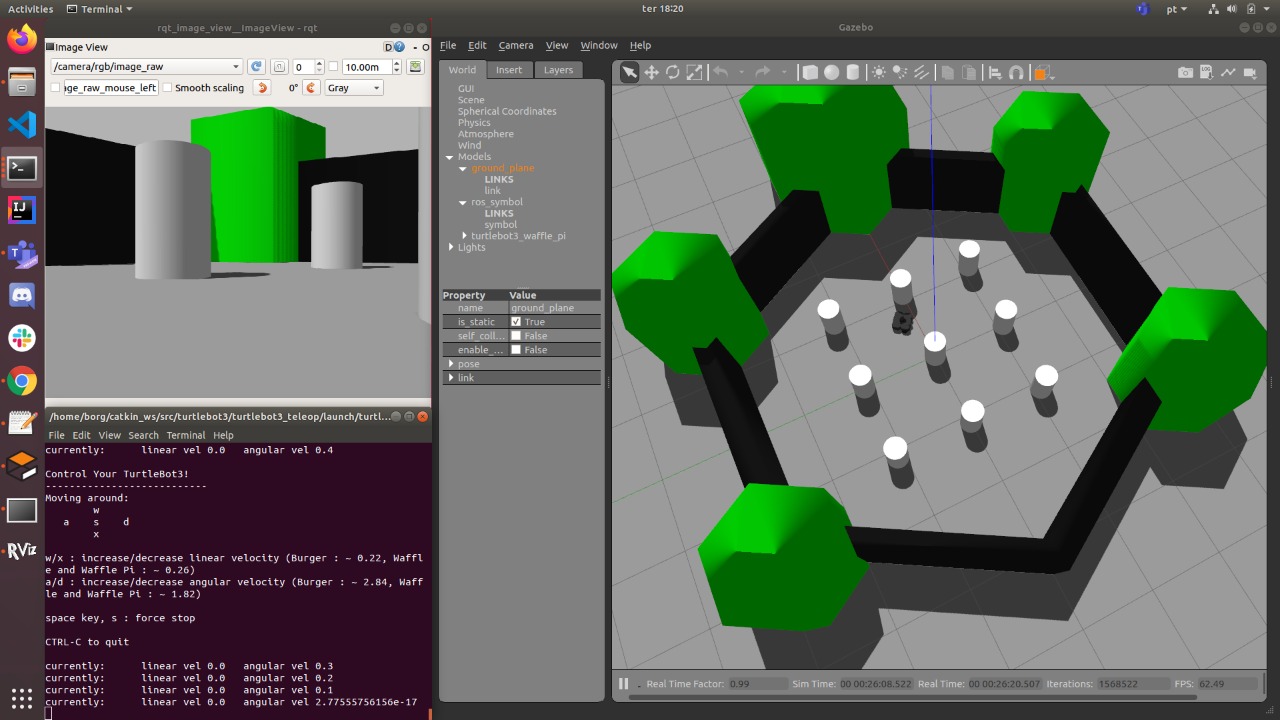 Activities
Terminal
ter 18:20
pt
rqt_image_view__ImageView - rqt
Image View
D
- O
/camera/rgb/image_raw
0
10.00m
ge_raw_mouse_left
Smooth scaling
0°
Gray
/home/borg/catkin_ws/src/turtlebot3/turtlebot3_teleop/launch/turtl...
File Edit View Search Terminal Help
currently: linear vel 0.0 angular vel 0.4
Control Your TurtleBot3!
---------------------------
Moving around:
w
a s d
x
w/x : increase/decrease linear velocity (Burger : ~ 0.22, Waffl
e and Waffle Pi : ~ 0.26)
a/d : increase/decrease angular velocity (Burger : ~ 2.84, Waff
le and Waffle Pi : ~ 1.82)
space key, s : force stop
CTRL-C to quit
currently: linear vel 0.0 angular vel 0.3
currently: linear vel 0.0 angular vel 0.2
currently: linear vel 0.0 angular vel 0.1
currently: linear vel 0.0 angular vel 2.77555756156e-17
RViz
Gazebo
File Edit Camera View Window Help
World Insert Layers
GUI
Scene
Spherical Coordinates
Physics
Atmosphere
Wind
Models
ground_plane
LINKS
link
ros_symbol
LINKS
symbol
turtlebot3_waffle_pi
Lights
Property Value
name ground_plane
is_static True
self_coll... False
enable_... False
pose
link
Real Time Factor: 0.99 Sim Time: 00 00:26:08.522 Real Time: 00 00:26:20.507 Iterations: 1568522 FPS: 62.49